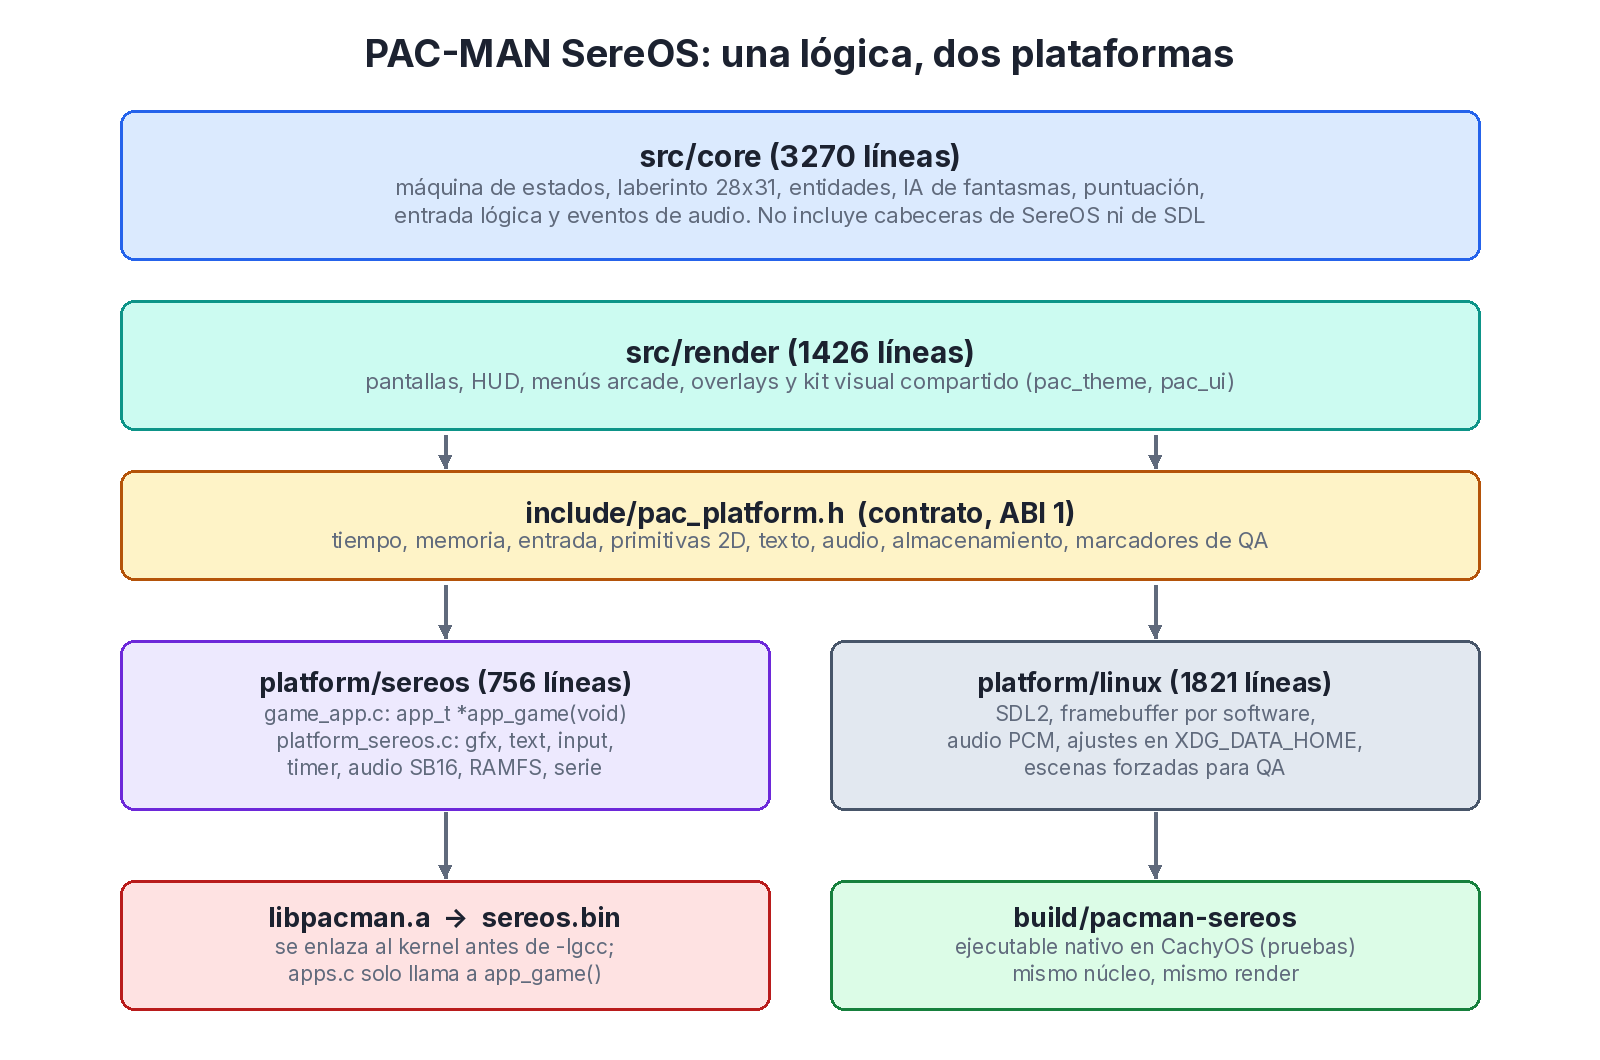 PAC-MAN SereOS: una lógica, dos plataformas
src/core (3270 líneas)
máquina de estados, laberinto 28x31, entidades, IA de fantasmas, puntuación,
entrada lógica y eventos de audio. No incluye cabeceras de SereOS ni de SDL
src/render (1426 líneas)
pantallas, HUD, menús arcade, overlays y kit visual compartido (pac_theme, pac_ui)
include/pac_platform.h (contrato, ABI 1)
tiempo, memoria, entrada, primitivas 2D, texto, audio, almacenamiento, marcadores de QA
platform/sereos (756 líneas)
game_app.c: app_t *app_game(void)
platform_sereos.c: gfx, text, input,
timer, audio SB16, RAMFS, serie
platform/linux (1821 líneas)
SDL2, framebuffer por software,
audio PCM, ajustes en XDG_DATA_HOME,
escenas forzadas para QA
libpacman.a → sereos.bin
se enlaza al kernel antes de -lgcc;
apps.c solo llama a app_game()
build/pacman-sereos
ejecutable nativo en CachyOS (pruebas)
mismo núcleo, mismo render